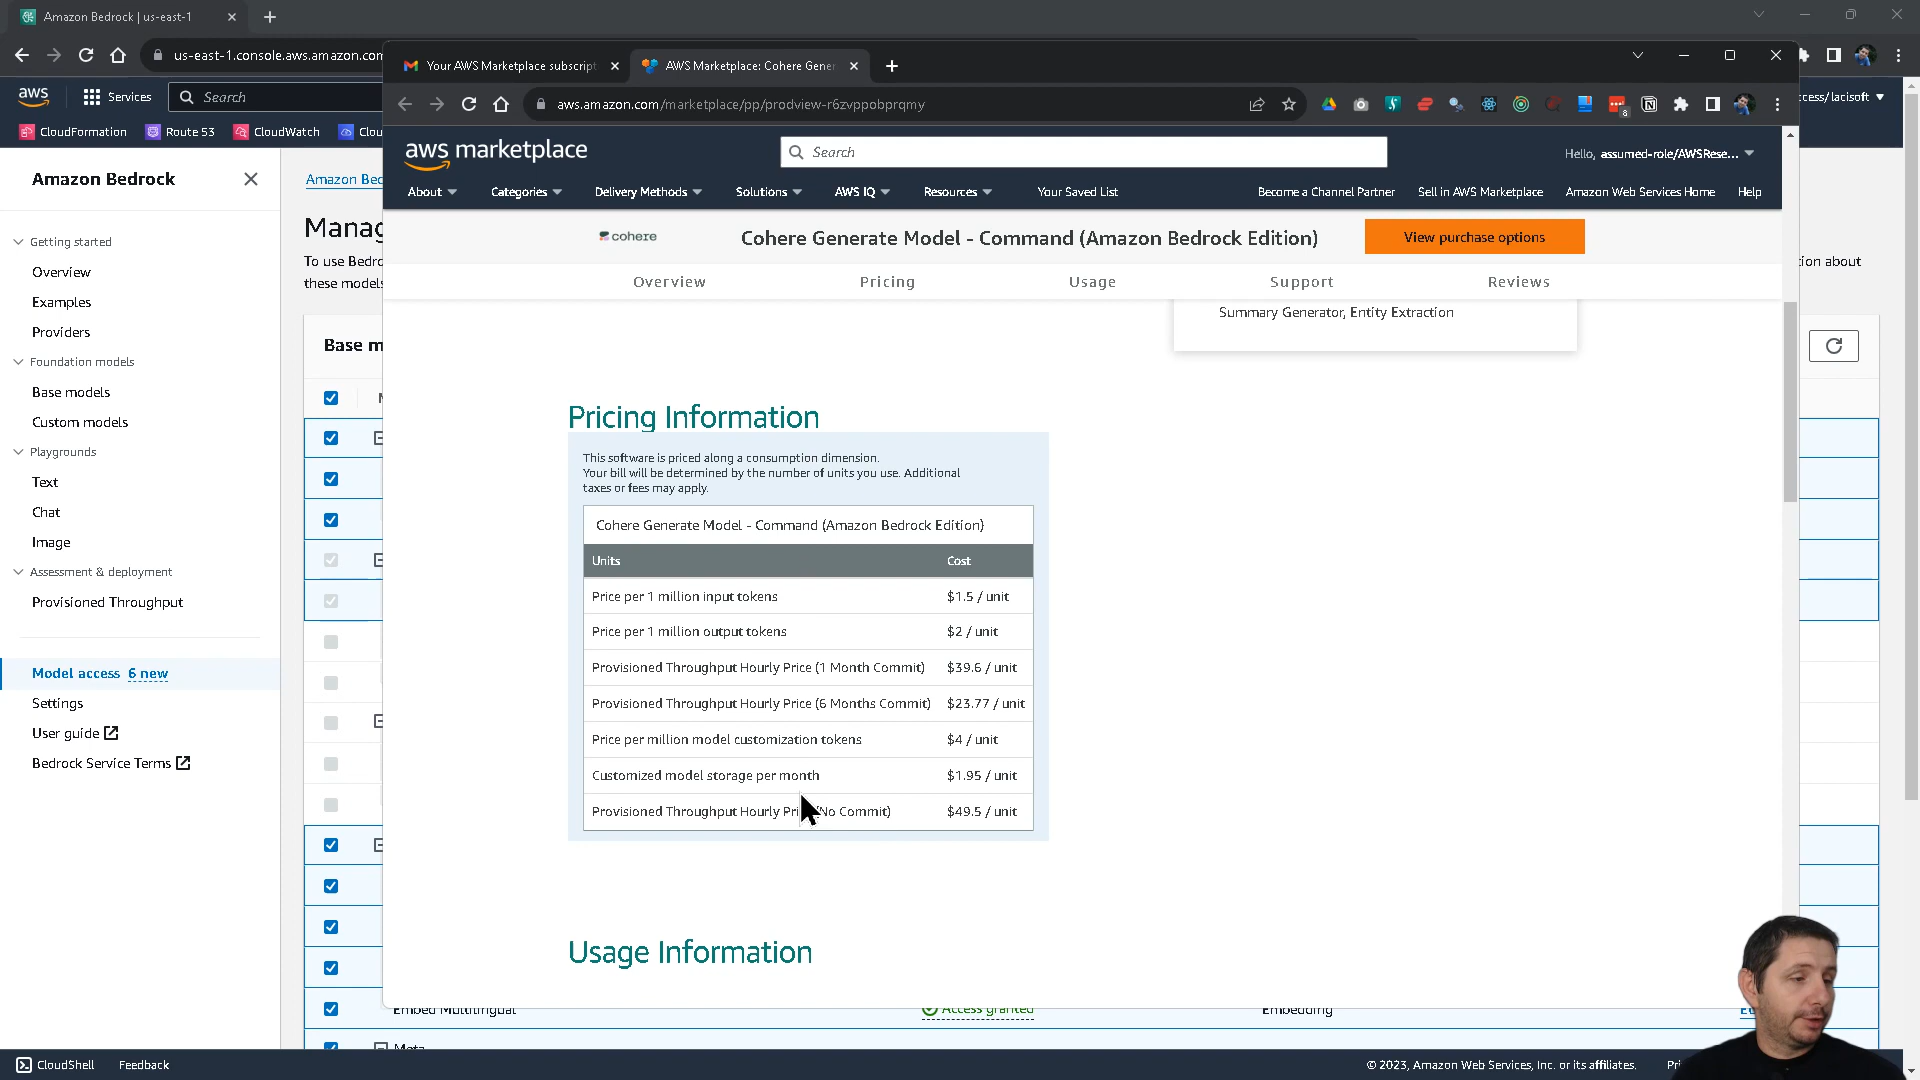 Amazon Bedrock | us-east-1
us-east-1.console.aws.amazon.com
aws
Services
Search
CloudFormation
Route 53
CloudWatch
Amazon Bedrock
Getting started
Overview
Examples
Providers
Foundation models
Base models
Custom models
Playgrounds
Text
Chat
Image
Assessment & deployment
Provisioned Throughput
Model access 6 new
Settings
User guide
Bedrock Service Terms
To use Bedr
these models
Base m
Your AWS Marketplace subscript
AWS Marketplace: Cohere Gener
aws.amazon.com/marketplace/pp/prodview-r6zvppobprqmy
8
aws marketplace
Search
Hello, assumed-role/AWSRese...
About
Categories
Delivery Methods
Solutions
AWS IQ
Resources
Your Saved List
Become a Channel Partner
Sell in AWS Marketplace
Amazon Web Services Home
Help
cohere
Cohere Generate Model - Command (Amazon Bedrock Edition)
View purchase options
Overview
Pricing
Usage
Support
Reviews
Summary Generator, Entity Extraction
Pricing Information
This software is priced along a consumption dimension.
Your bill will be determined by the number of units you use. Additional
taxes or fees may apply.
Cohere Generate Model - Command (Amazon Bedrock Edition)
Units Cost
Price per 1 million input tokens $1.5 / unit
Price per 1 million output tokens $2 / unit
Provisioned Throughput Hourly Price (1 Month Commit) $39.6 / unit
Provisioned Throughput Hourly Price (6 Months Commit) $23.77 / unit
Price per million model customization tokens $4 / unit
Customized model storage per month $1.95 / unit
Provisioned Throughput Hourly Pri (No Commit) $49.5 / unit
Usage Information
cess/lacisoft
ion about
Embed Multilingual
Access granted
Embedding
Meta
CloudShell
Feedback
© 2023, Amazon Web Services, Inc. or its affiliates.